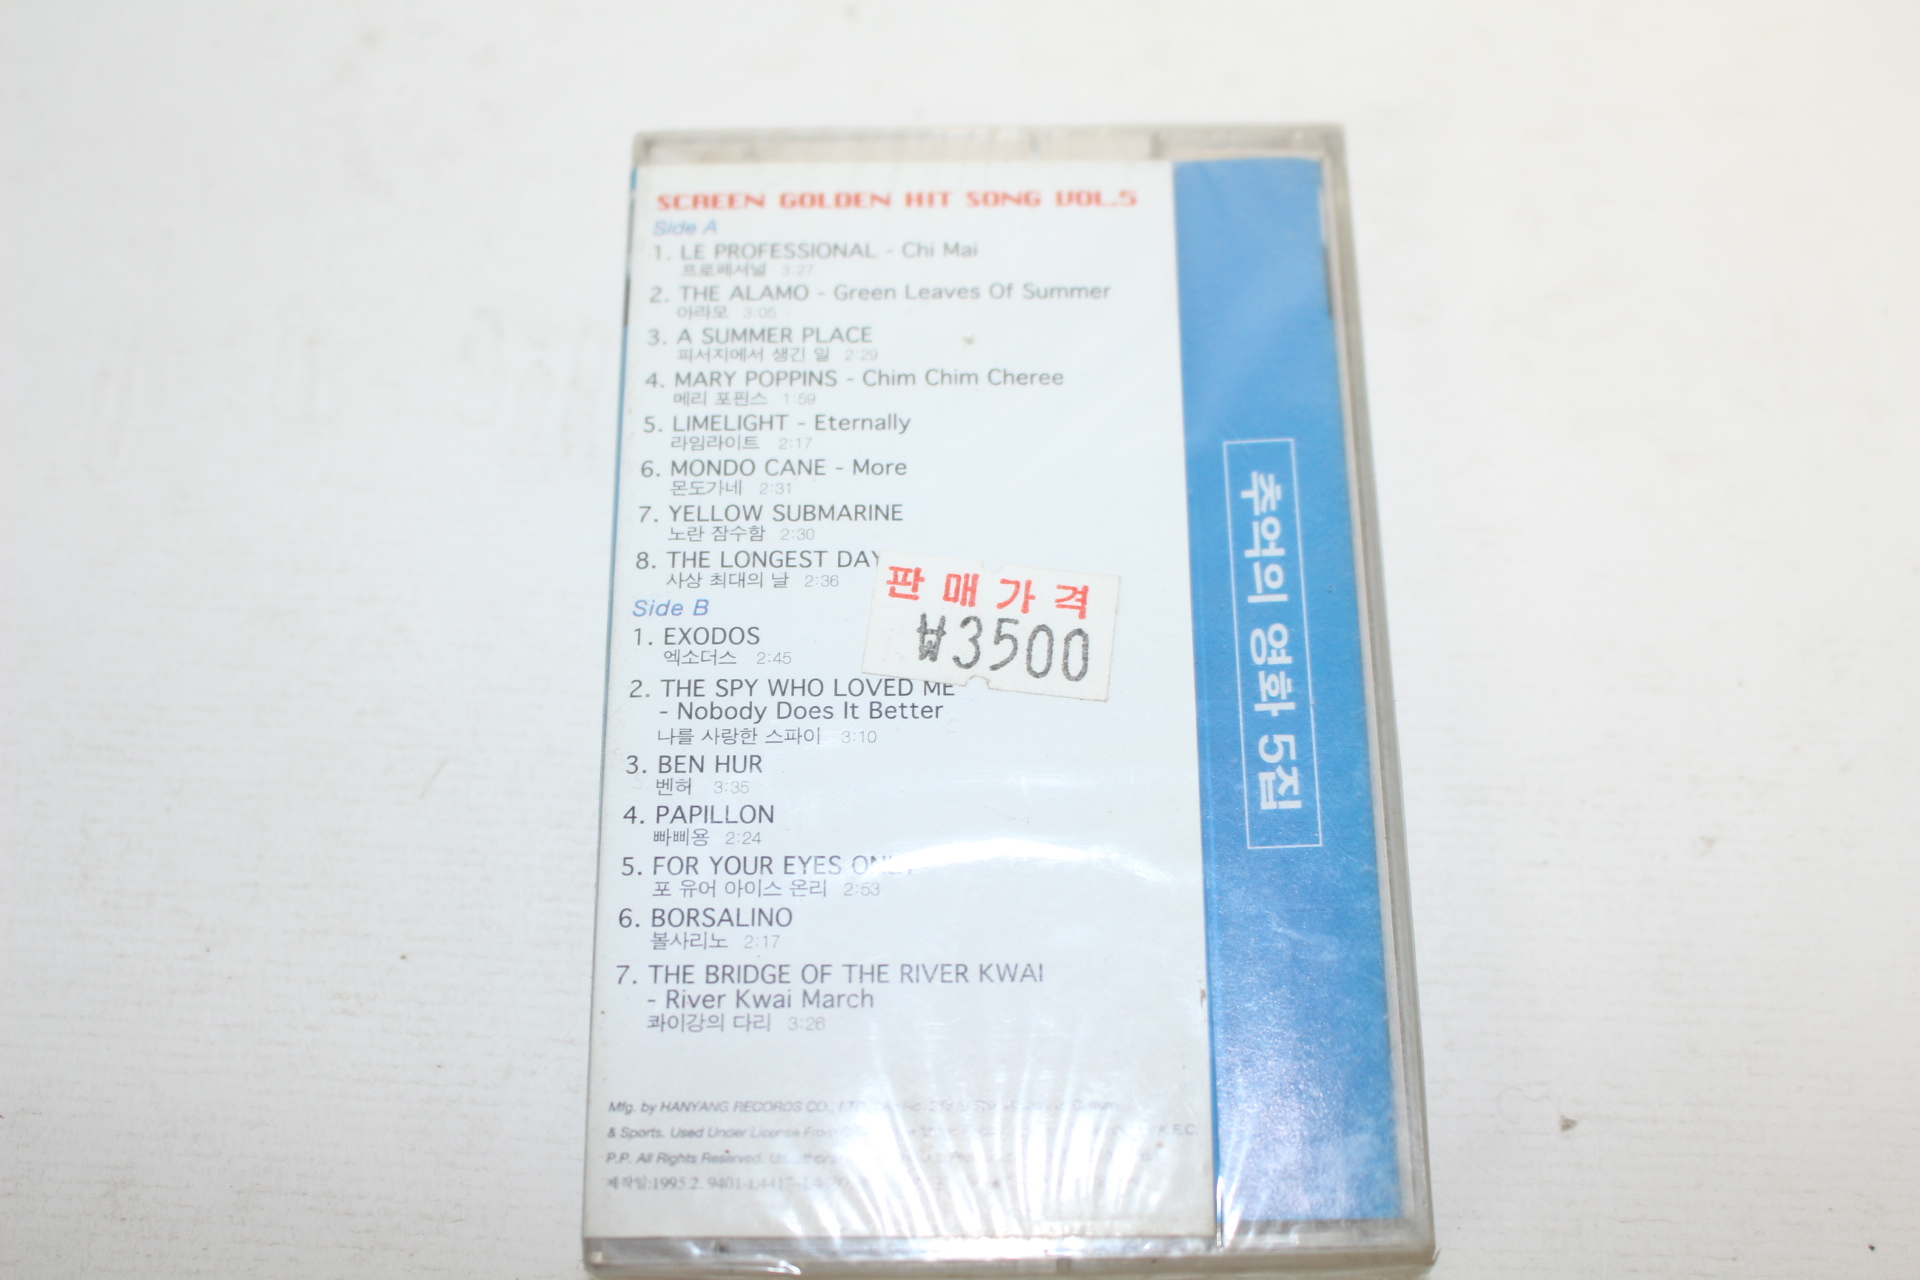 SCREEN GOLDEN HIT SONG VOL.5
Side A
1. LE PROFESSIONAL - Chi Mai
프로페셔널 3:27
2. THE ALAMO - Green Leaves Of Summer
아라모 3:05
3. A SUMMER PLACE
피서지에서 생긴 일 2:29
4. MARY POPPINS - Chim Chim Cheree
메리 포핀스 1:59
5. LIMELIGHT - Eternally
라임라이트 2:17
6. MONDO CANE - More
몬도가네 2:31
7. YELLOW SUBMARINE
노란 잠수함 2:30
8. THE LONGEST DAY
사상 최대의 날 2:36
판매가격
₩3500
Side B
1. EXODOS
엑소더스 2:45
2. THE SPY WHO LOVED ME
- Nobody Does It Better
나를 사랑한 스파이 3:10
3. BEN HUR
벤허 3:35
4. PAPILLON
빠삐용 2:24
5. FOR YOUR EYES ONLY
포 유어 아이스 온리 2:53
6. BORSALINO
볼사리노 2:17
7. THE BRIDGE OF THE RIVER KWAI
- River Kwai March
콰이강의 다리 3:26
Mfg. by HANYANG RECORDS CO.,
& Sports. Used Under License From
P.P. All Rights Reserved.
제작일:1995.2.
추억의 영화 5집